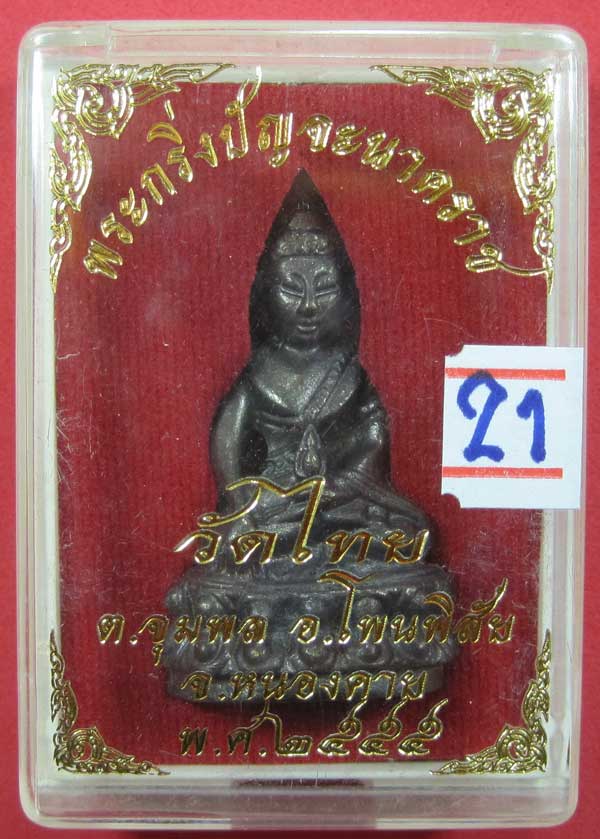 พระกริ่งปัญจะนาคราช
21
วัดไทย
ต.จุมพล อ.โพนพิสัย
จ.หนองคาย
พ.ศ.๒๕๕๕